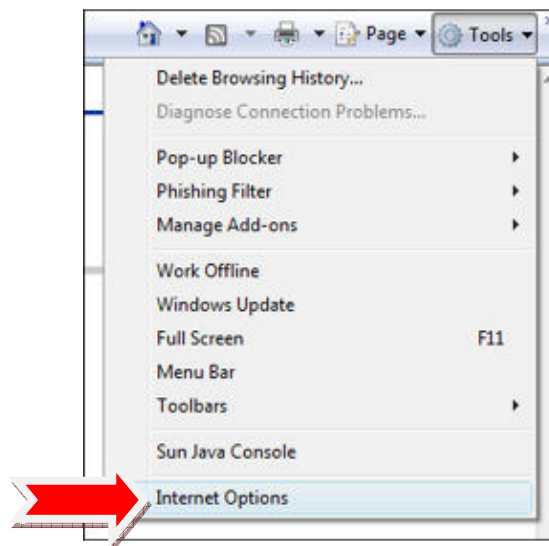 Page Tools
Delete Browsing History...
Diagnose Connection Problems...
Pop-up Blocker
Phishing Filter
Manage Add-ons
Work Offline
Windows Update
Full Screen F11
Menu Bar
Toolbars
Sun Java Console
Internet Options